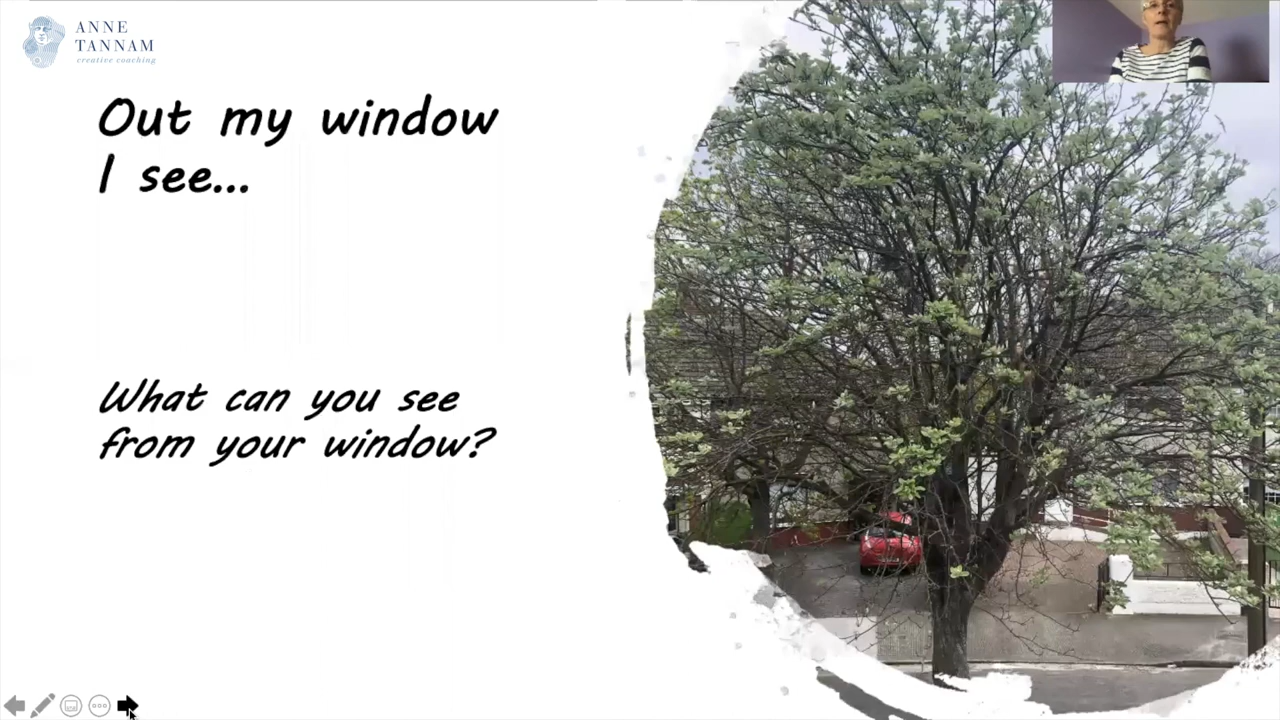 ANNE
TANNAM
creative coaching
Out my window
I see...
What can you see
from your window?